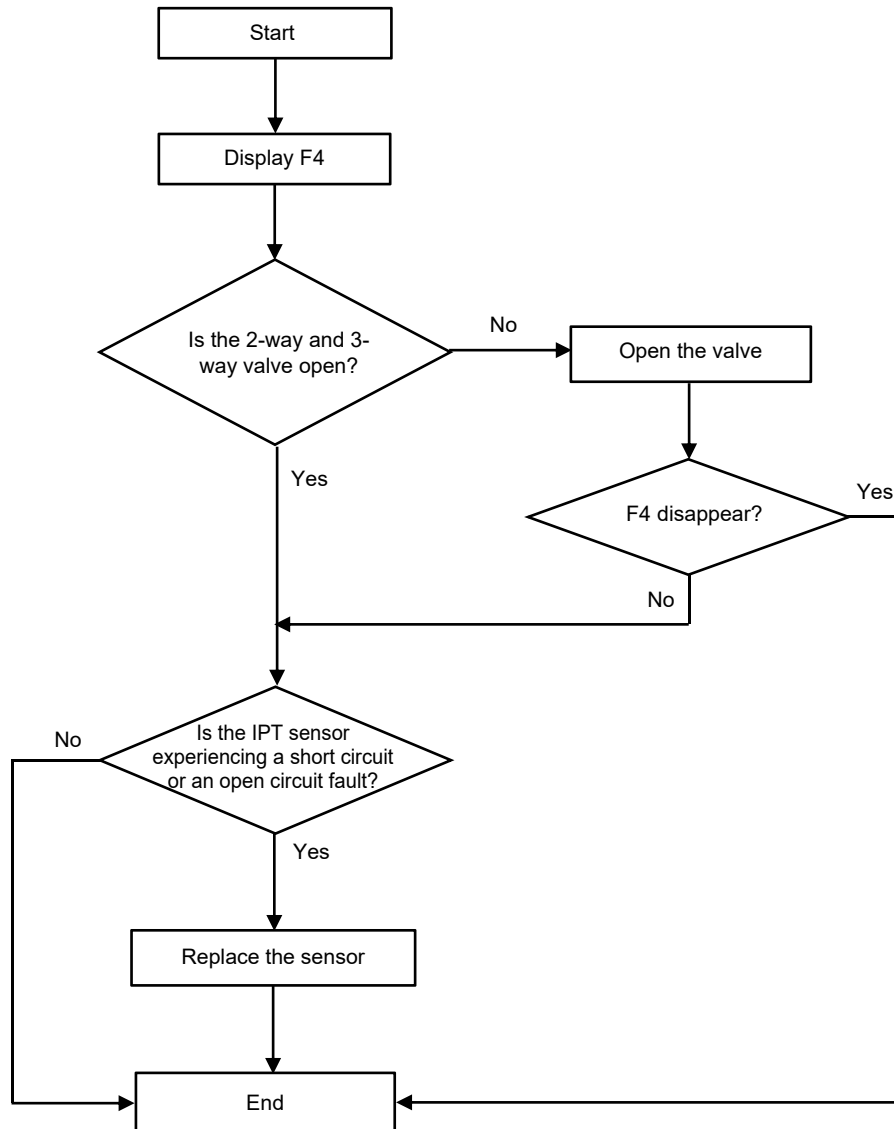 Start
Display F4
Is the 2-way and 3-
way valve open?
No
Open the valve
Yes
F4 disappear?
Yes
No
Is the IPT sensor
experiencing a short circuit
or an open circuit fault?
No
Yes
Replace the sensor
End